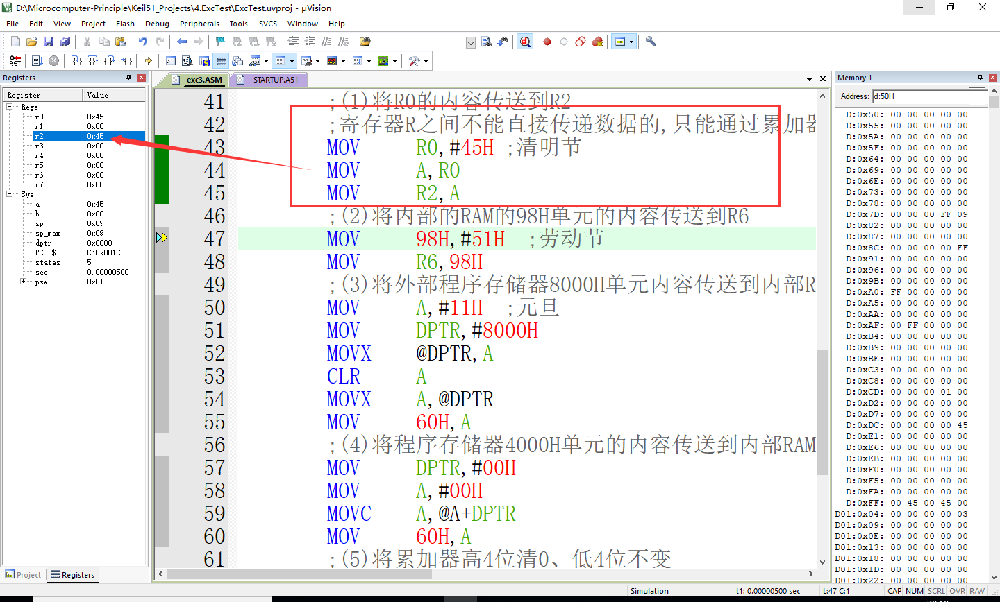 D:\Microcomputer-Principle\Keil51_Projects\4.ExcTest\ExcTest.uvproj - µVision
File Edit View Project Flash Debug Peripherals Tools SVCS Window Help
RST
Registers
Register Value
Regs
r0 0x45
r1 0x00
r2 0x45
r3 0x00
r4 0x00
r5 0x00
r6 0x00
r7 0x00
Sys
a 0x45
b 0x00
sp 0x09
sp_max 0x09
dptr 0x0000
PC $ C:0x001C
states 5
sec 0.00000500
psw 0x01
Project Registers
exc3.ASM STARTUP.A51
41 ;(1)将R0的内容传送到R2
42 ;寄存器R之间不能直接传递数据的,只能通过累加器
43 MOV R0,#45H ;清明节
44 MOV A,R0
45 MOV R2,A
46 ;(2)将内部的RAM的98H单元的内容传送到R6
47 MOV 98H,#51H ;劳动节
48 MOV R6,98H
49 ;(3)将外部程序存储器8000H单元内容传送到内部R
50 MOV A,#11H ;元旦
51 MOV DPTR,#8000H
52 MOVX @DPTR,A
53 CLR A
54 MOVX A,@DPTR
55 MOV 60H,A
56 ;(4)将程序存储器4000H单元的内容传送到内部RAM
57 MOV DPTR,#00H
58 MOV A,#00H
59 MOVC A,@A+DPTR
60 MOV 60H,A
61 ;(5)将累加器高4位清0、低4位不变
Memory 1
Address: d:50H
D:0x50: 00 00 00 00 00
D:0x55: 00 00 00 00 00
D:0x5A: 00 00 00 00 00
D:0x5F: 00 00 00 00 00
D:0x64: 00 00 00 00 00
D:0x69: 00 00 00 00 00
D:0x6E: 00 00 00 00 00
D:0x73: 00 00 00 00 00
D:0x78: 00 00 00 00 00
D:0x7D: 00 00 00 FF 09
D:0x82: 00 00 00 00 00
D:0x87: 00 00 00 00 00
D:0x8C: 00 00 00 00 FF
D:0x91: 00 00 00 00 00
D:0x96: 00 00 00 00 00
D:0x9B: 00 00 00 00 00
D:0xA0: FF 00 00 00 00
D:0xA5: 00 00 00 00 00
D:0xAA: 00 00 00 00 00
D:0xAF: 00 FF 00 00 00
D:0xB4: 00 00 00 00 00
D:0xB9: 00 00 00 00 00
D:0xBE: 00 00 00 00 00
D:0xC3: 00 00 00 00 00
D:0xC8: 00 00 00 00 00
D:0xCD: 00 00 00 01 00
D:0xD2: 00 00 00 00 00
D:0xD7: 00 00 00 00 00
D:0xDC: 00 00 00 00 45
D:0xE1: 00 00 00 00 00
D:0xE6: 00 00 00 00 00
D:0xEB: 00 00 00 00 00
D:0xF0: 00 00 00 00 00
D:0xF5: 00 00 00 00 00
D:0xFA: 00 00 00 00 00
D:0xFF: 00 45 00 45 00
D01:0x04: 00 00 00 00 03
D01:0x09: 00 00 00 00 00
D01:0x0E: 00 00 00 00 00
D01:0x13: 00 00 00 00 00
D01:0x18: 00 00 00 00 00
D01:0x1D: 00 00 00 00 00
D01:0x22: 00 00 00 00 00
Simulation t1: 0.00000500 sec L:47 C:1 CAP NUM SCRL OVR R/W